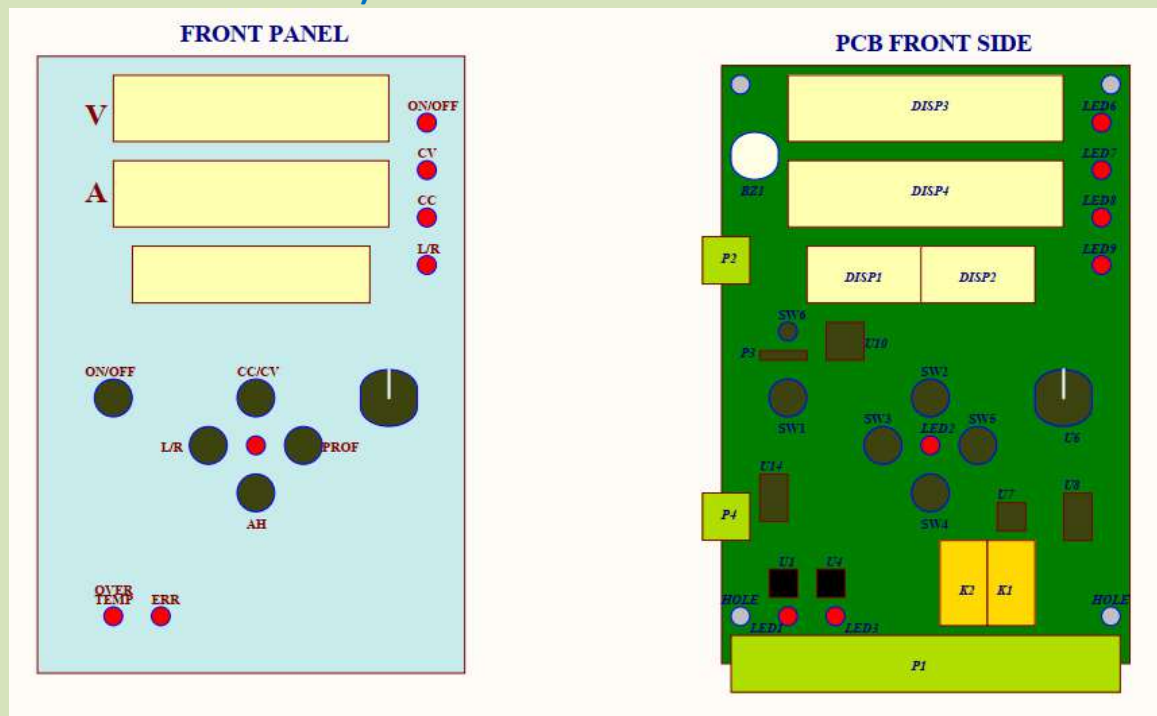 FRONT PANEL
V
ON/OFF
CV
A
CC
L/R
ON/OFF
CC/CV
L/R
PROF
AH
OVER
TEMP
ERR
PCB FRONT SIDE
DISP3
LED6
LED7
BZ1
DISP4
LED8
P2
LED9
DISP1
DISP2
SW6
P3
U10
SW2
SW1
SW3
LED2
SW6
U6
U14
U8
P4
U7
SW4
U1
U4
HOLE
K2
K1
HOLE
LED1
LED3
P1